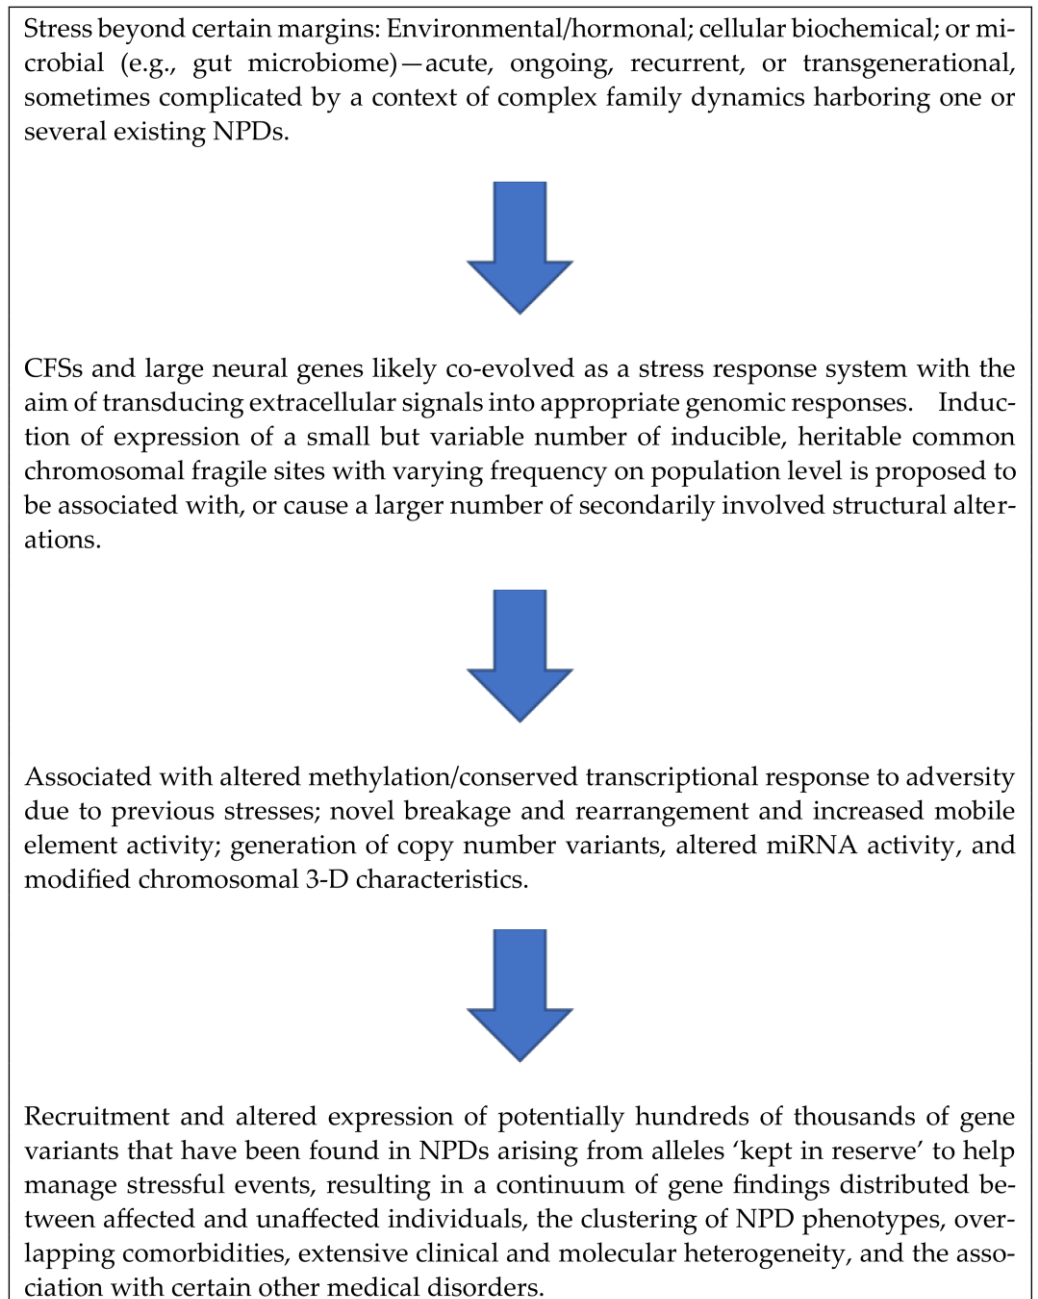 Stress beyond certain margins: Environmental/hormonal; cellular biochemical; or mi-
crobial (e.g., gut microbiome)—acute, ongoing, recurrent, or transgenerational,
sometimes complicated by a context of complex family dynamics harboring one or
several existing NPDs.
CFSs and large neural genes likely co-evolved as a stress response system with the
aim of transducing extracellular signals into appropriate genomic responses. Induc-
tion of expression of a small but variable number of inducible, heritable common
chromosomal fragile sites with varying frequency on population level is proposed to
be associated with, or cause a larger number of secondarily involved structural alter-
ations.
Associated with altered methylation/conserved transcriptional response to adversity
due to previous stresses; novel breakage and rearrangement and increased mobile
element activity; generation of copy number variants, altered miRNA activity, and
modified chromosomal 3-D characteristics.
Recruitment and altered expression of potentially hundreds of thousands of gene
variants that have been found in NPDs arising from alleles ‘kept in reserve’ to help
manage stressful events, resulting in a continuum of gene findings distributed be-
tween affected and unaffected individuals, the clustering of NPD phenotypes, over-
lapping comorbidities, extensive clinical and molecular heterogeneity, and the asso-
ciation with certain other medical disorders.